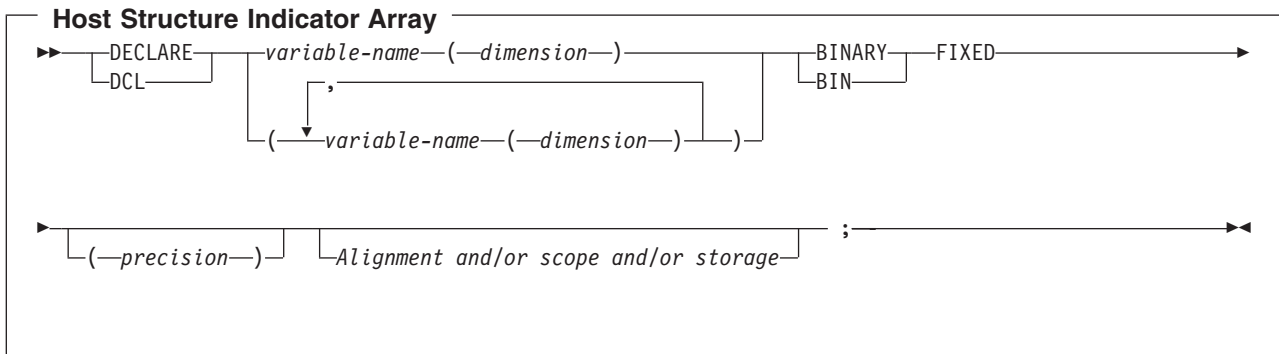 Host Structure Indicator Array
DECLARE variable-name ( dimension ) BINARY FIXED
DCL , BIN
( variable-name ( dimension ) )
( precision ) Alignment and/or scope and/or storage ;